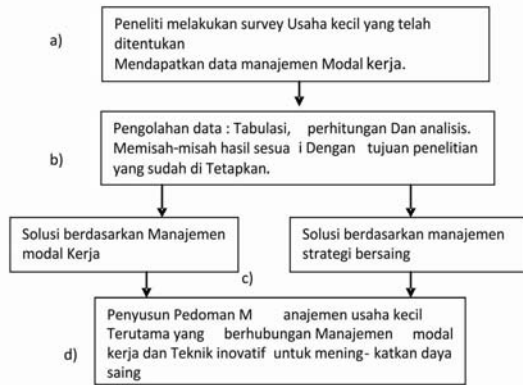 Peneliti melakukan survey Usaha kecil yang telah
ditentukan
a)
Mendapatkan data manajemen Modal kerja.
Pengolahan data : Tabulasi, perhitungan Dan analisis.
b)
Memisah-misah hasil sesua i Dengan tujuan penelitian
yang sudah di Tetapkan.
Solusi berdasarkan Manajemen
modal Kerja
Solusi berdasarkan manajemen
strategi bersaing
c)
Penyusun Pedoman M anajemen usaha kecil
Terutama yang berhubungan Manajemen modal
d)
kerja dan Teknik inovatif untuk mening- katkan daya
saing